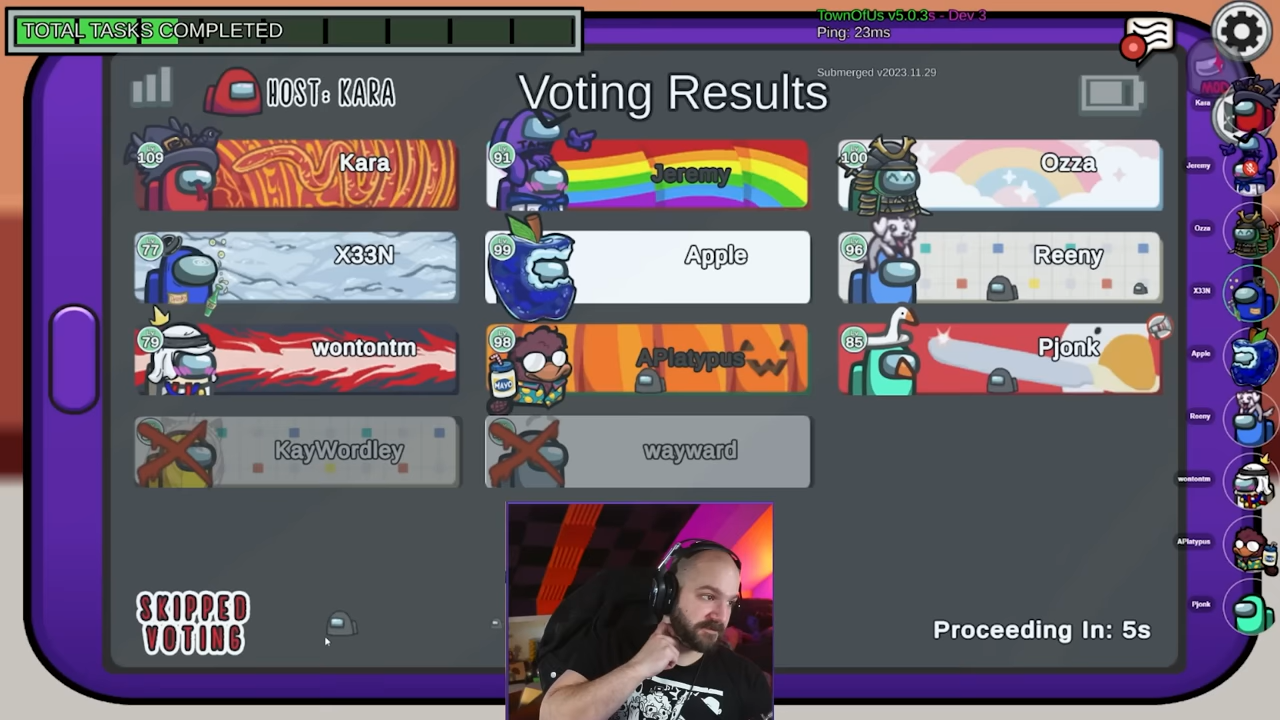 TOTAL TASKS COMPLETED
TownOfUs v5.0.3s - Dev 3
Ping: 23ms
HOST: KARA
Voting Results
Submerged v2023.11.29
109
Kara
91
Jeremy
100
Ozza
77
X33N
99
Apple
96
Reeny
79
wontontm
98
MAYO
APlatypus
85
Pjonk
KayWordley
wayward
SKIPPED
VOTING
Proceeding In: 5s
Kara
Jeremy
Ozza
X33N
Apple
Reeny
wontontm
APlatypus
Pjonk